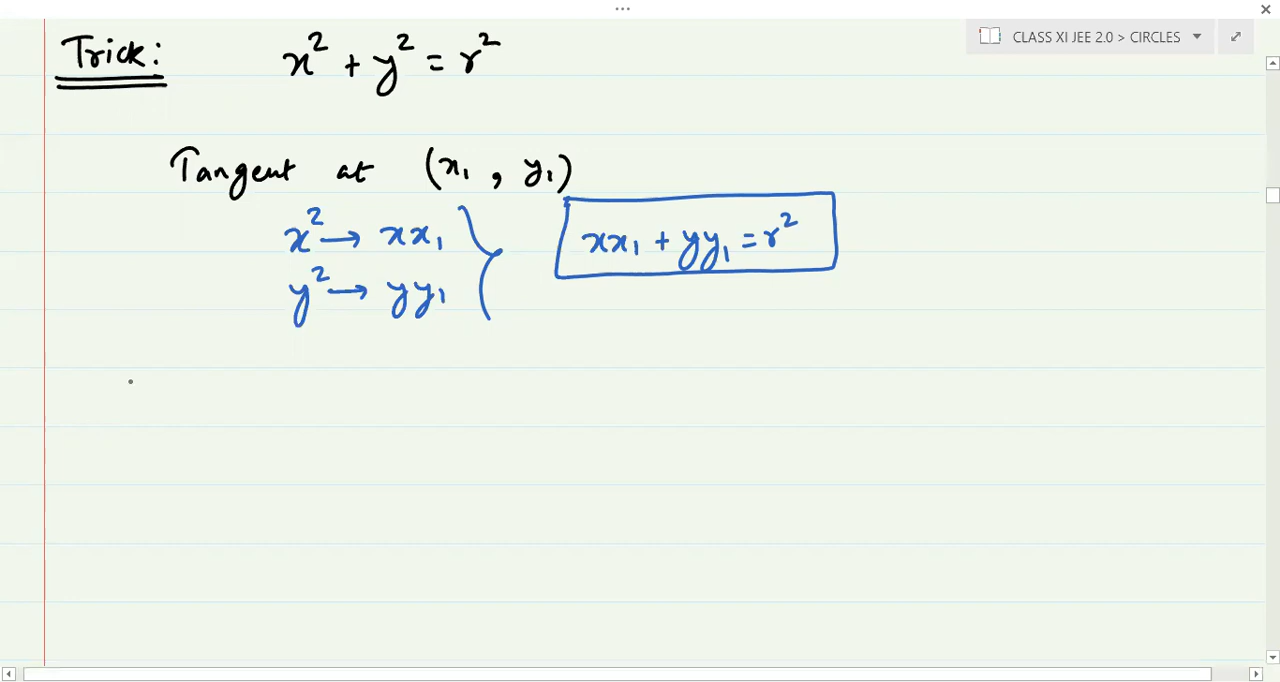 CLASS XI JEE 2.0 > CIRCLES
Trick: x² + y² = r²
Tangent at (x₁, y₁)
x² → xx₁
y² → yy₁
xx₁ + yy₁ = r²